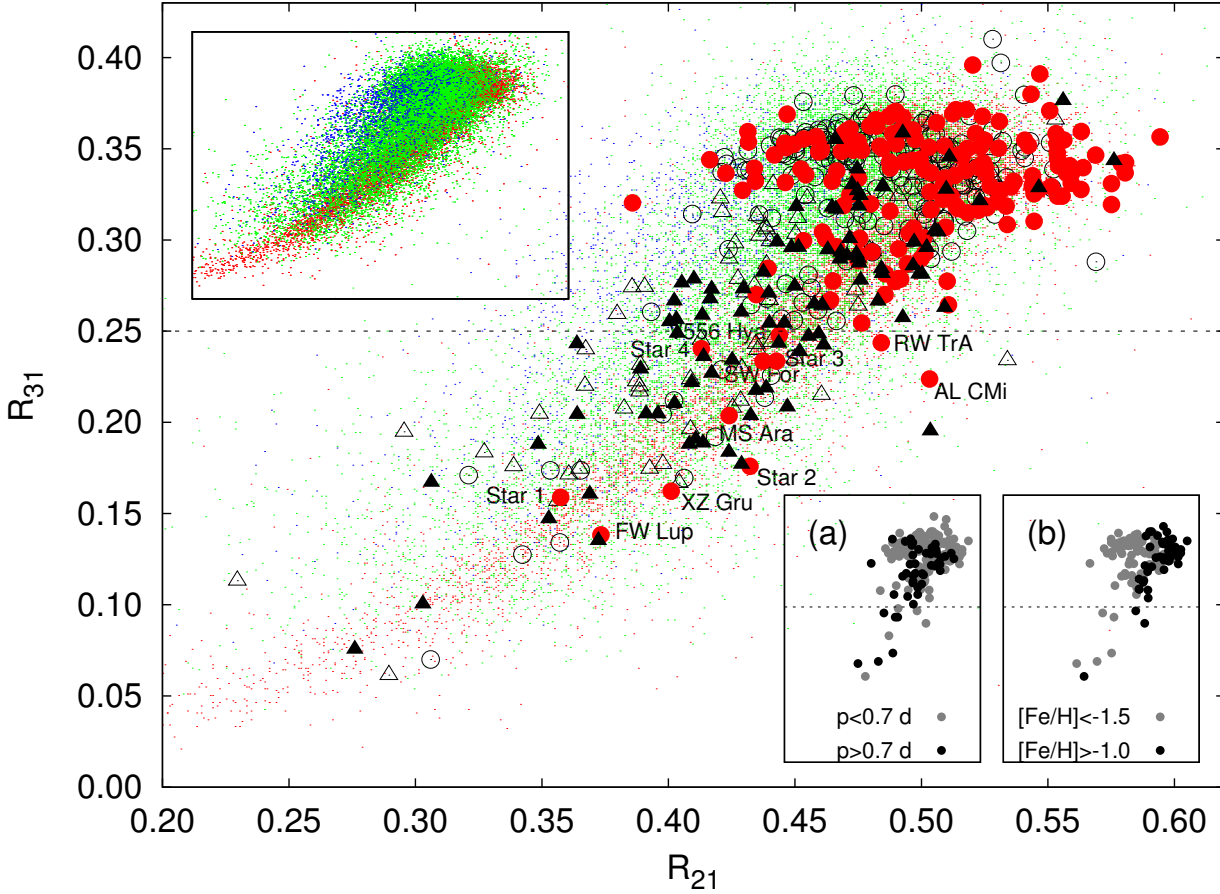 0.40
0.35
0.30
0.25
0.20
0.15
0.10
0.05
0.00
R31
556 Hya
Star 4
Star 3
SW For
RW TrA
AL CMi
MS Ara
Star 2
Star 1
XZ Gru
FW Lup
(a)
p<0.7 d
p>0.7 d
(b)
[Fe/H]<-1.5
[Fe/H]>-1.0
0.20 0.25 0.30 0.35 0.40 0.45 0.50 0.55 0.60
R21